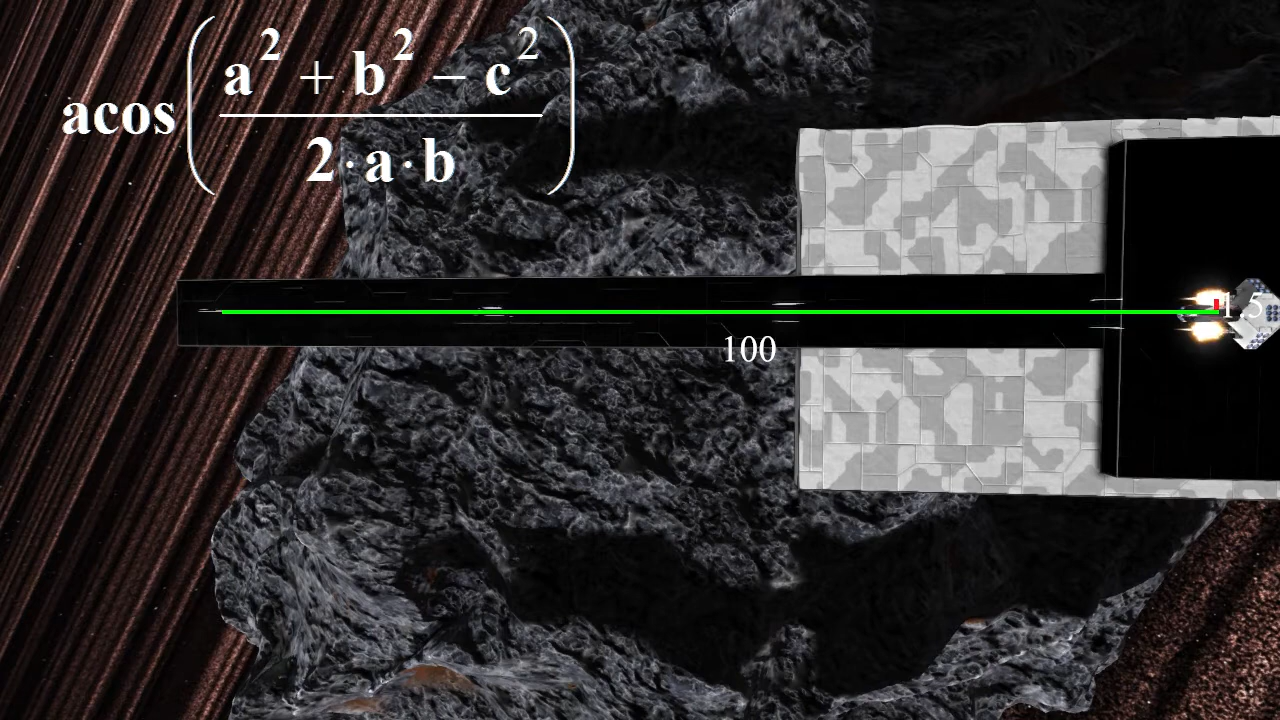 acos((a² + b² − c²)/(2·a·b))
1.5
100